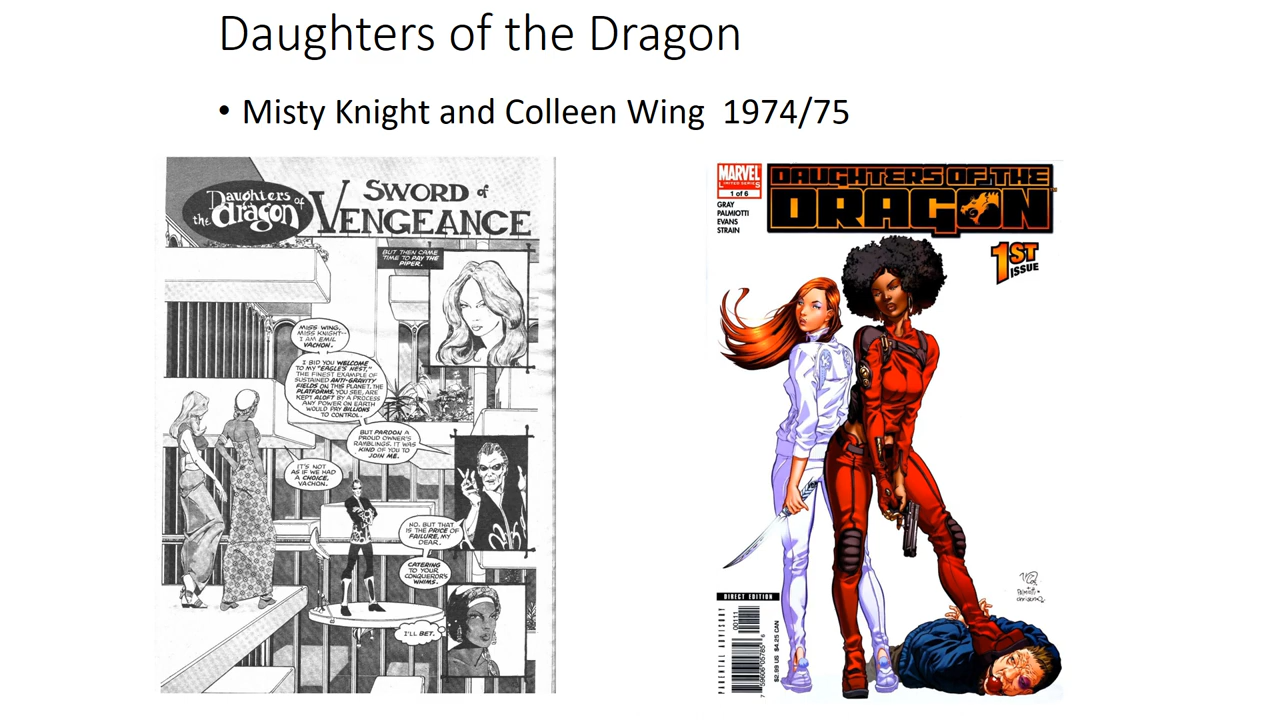 Daughters of the Dragon
• Misty Knight and Colleen Wing 1974/75
Daughters of
the dragon
SWORD of
VENGEANCE
BUT THEN CAME
TIME TO PAY THE
PIPER.
MISS WING,
MISS KNIGHT--
I AM EMIL
VACHON.
I BID YOU WELCOME
TO MY "EAGLE'S NEST,"
THE FINEST EXAMPLE OF
SUSTAINED ANTI-GRAVITY
FIELDS ON THIS PLANET. THE
PLATFORMS, YOU SEE, ARE
KEPT ALOFT BY A PROCESS
ANY POWER ON EARTH
WOULD PAY BILLIONS
TO CONTROL.
BUT PARDON A
PROUD OWNER'S
RAMBLINGS. IT WAS
KIND OF YOU TO
JOIN ME.
IT'S NOT
AS IF WE HAD
A CHOICE,
VACHON.
NO, BUT THAT
IS THE PRICE OF
FAILURE, MY
DEAR.
CATERING
TO YOUR
CONQUEROR'S
WHIMS.
I'LL BET.
MARVEL
LIMITED SERIES
1 of 6
GRAY
PALMIOTTI
EVANS
STRAIN
DAUGHTERS OF THE
DRAGON
1ST
ISSUE
DIRECT EDITION
PARENTAL ADVISORY
00111
$2.99 US $4.25 CAN